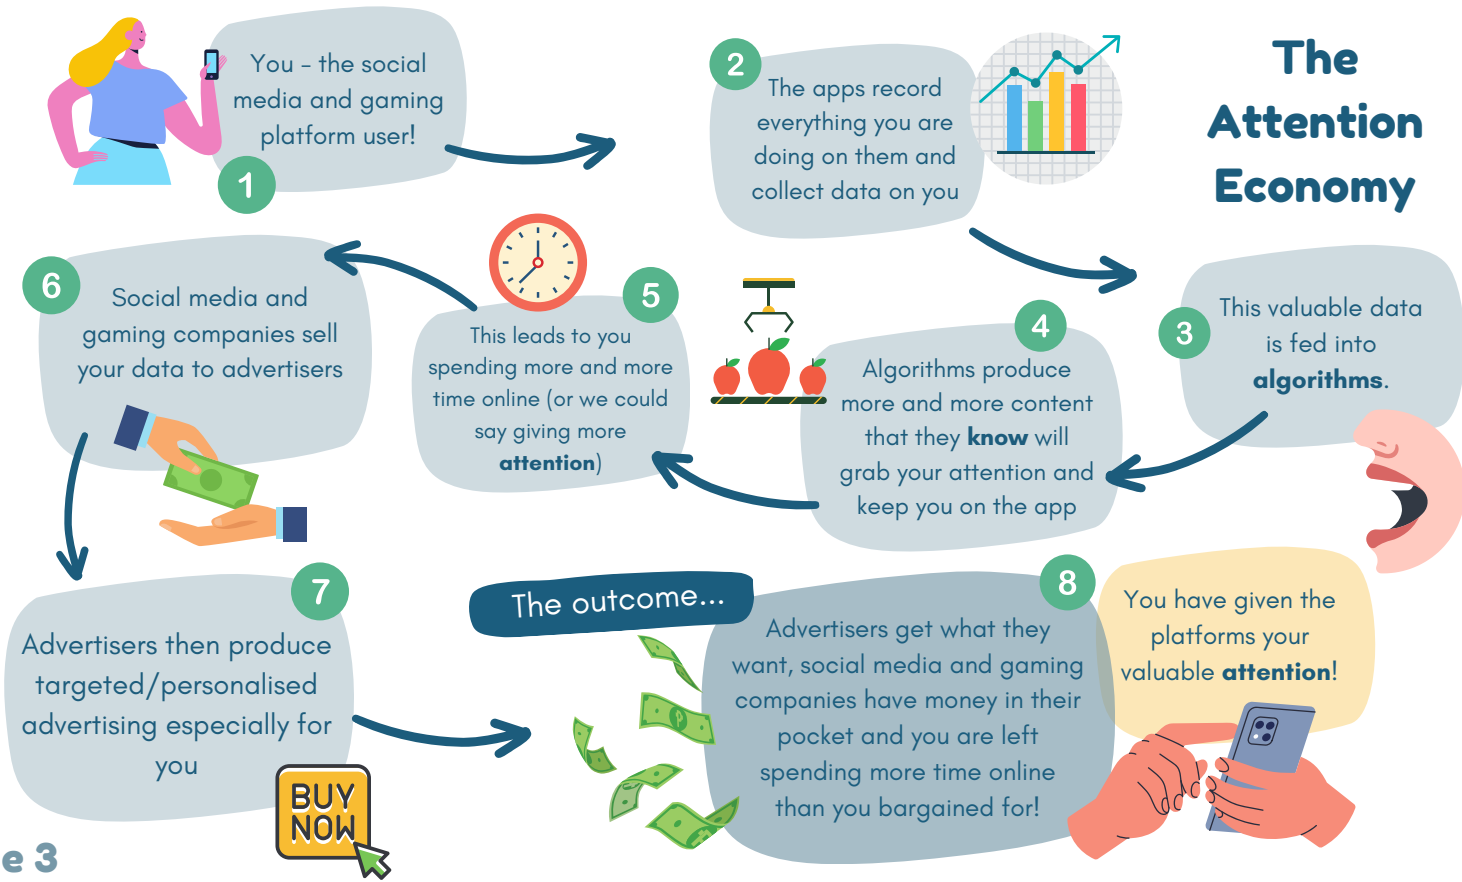 The
Attention
Economy
1
You - the social
media and gaming
platform user!
2
The apps record
everything you are
doing on them and
collect data on you
3
This valuable data
is fed into
algorithms.
4
Algorithms produce
more and more content
that they know will
grab your attention and
keep you on the app
5
This leads to you
spending more and more
time online (or we could
say giving more
attention)
6
Social media and
gaming companies sell
your data to advertisers
7
Advertisers then produce
targeted/personalised
advertising especially for
you
BUY
NOW
The outcome...
8
Advertisers get what they
want, social media and gaming
companies have money in their
pocket and you are left
spending more time online
than you bargained for!
You have given the
platforms your
valuable attention!
e 3